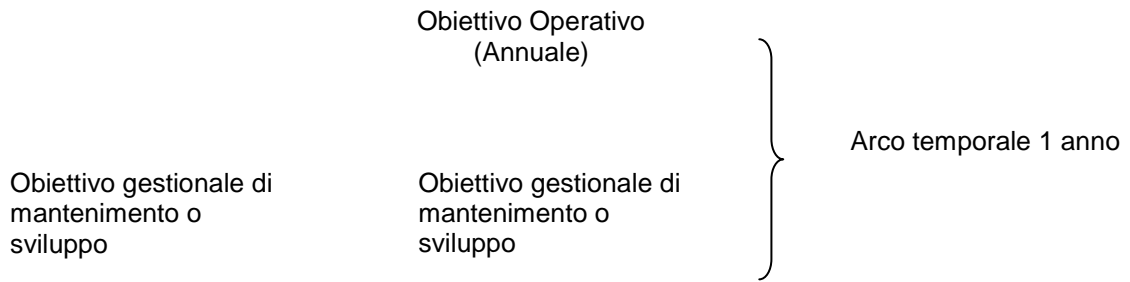 Obiettivo Operativo
(Annuale)
Arco temporale 1 anno
Obiettivo gestionale di
mantenimento o
sviluppo
Obiettivo gestionale di
mantenimento o
sviluppo